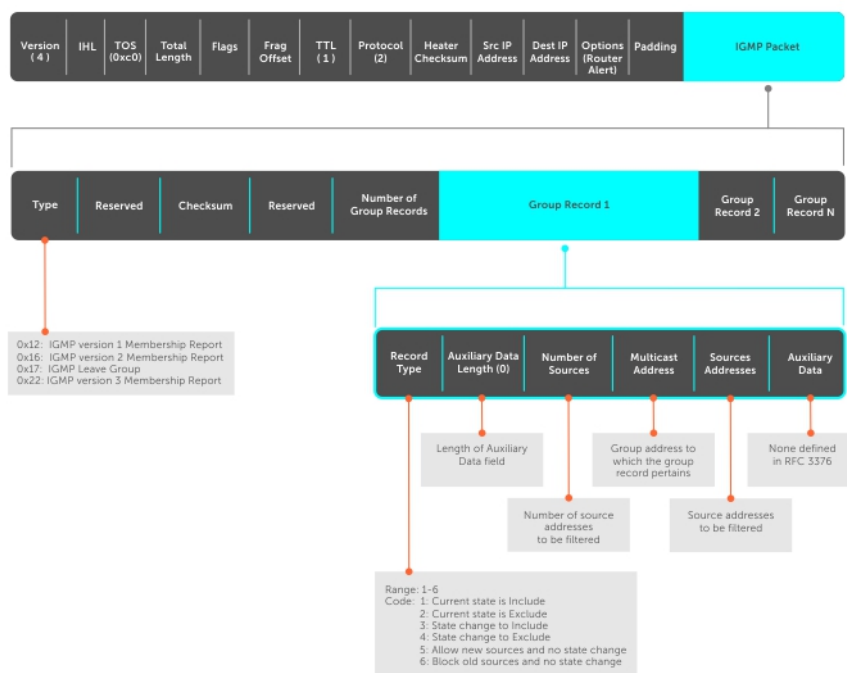 Version
( 4 )
IHL
TOS
(0xc0)
Total
Length
Flags
Frag
Offset
TTL
( 1 )
Protocol
(2)
Heater
Checksum
Src IP
Address
Dest IP
Address
Options
(Router
Alert)
Padding
IGMP Packet
Type
Reserved
Checksum
Reserved
Number of
Group Records
Group Record 1
Group
Record 2
Group
Record N
0x12: IGMP version 1 Membership Report
0x16: IGMP version 2 Membership Report
0x17: IGMP Leave Group
0x22: IGMP version 3 Membership Report
Record
Type
Auxiliary Data
Length (0)
Number of
Sources
Multicast
Address
Sources
Addresses
Auxiliary
Data
Length of Auxiliary
Data field
Group address to
which the group
record pertains
None defined
in RFC 3376
Number of source
addresses
to be filtered
Source addresses
to be filtered
Range: 1-6
Code: 1: Current state is Include
2: Current state is Exclude
3: State change to Include
4: State change to Exclude
5: Allow new sources and no state change
6: Block old sources and no state change